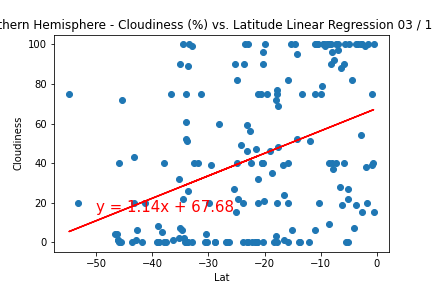 thern Hemisphere - Cloudiness (%) vs. Latitude Linear Regression 03 / 1
100
80
60
40
20
0
Cloudiness
y = 1.14x + 67.68
−50 −40 −30 −20 −10 0
Lat